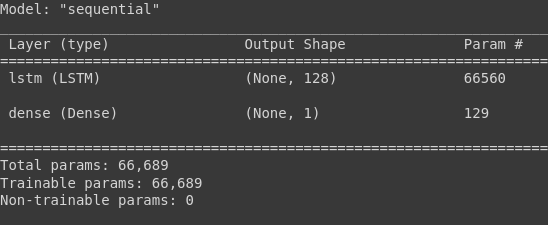 Model: "sequential"
_________________________________________________________________
Layer (type) Output Shape Param #
=================================================================
lstm (LSTM) (None, 128) 66560
dense (Dense) (None, 1) 129
=================================================================
Total params: 66,689
Trainable params: 66,689
Non-trainable params: 0